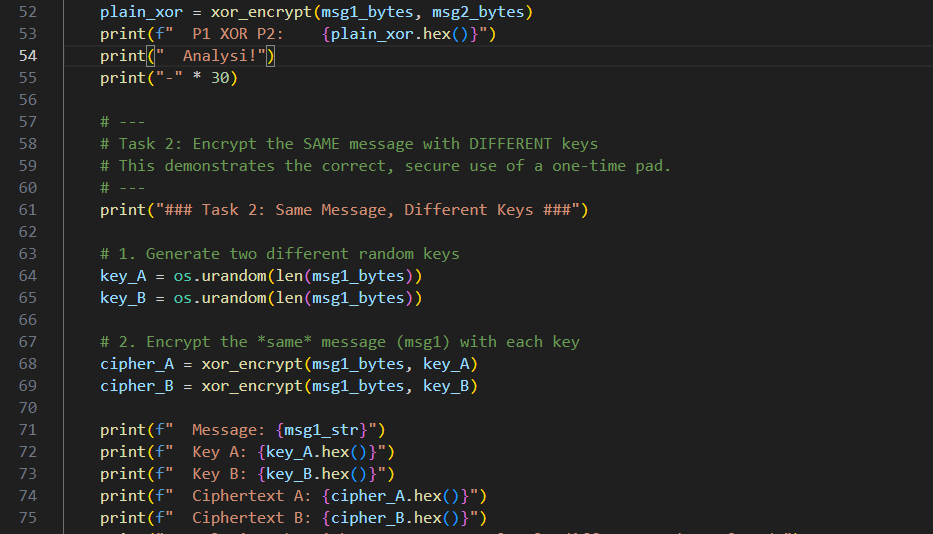 52 plain_xor = xor_encrypt(msg1_bytes, msg2_bytes)
53 print(f"  P1 XOR P2:    {plain_xor.hex()}")
54 print("  Analysi!")
55 print("-" * 30)
56
57 # ---
58 # Task 2: Encrypt the SAME message with DIFFERENT keys
59 # This demonstrates the correct, secure use of a one-time pad.
60 # ---
61 print("### Task 2: Same Message, Different Keys ###")
62
63 # 1. Generate two different random keys
64 key_A = os.urandom(len(msg1_bytes))
65 key_B = os.urandom(len(msg1_bytes))
66
67 # 2. Encrypt the *same* message (msg1) with each key
68 cipher_A = xor_encrypt(msg1_bytes, key_A)
69 cipher_B = xor_encrypt(msg1_bytes, key_B)
70
71 print(f"  Message: {msg1_str}")
72 print(f"  Key A: {key_A.hex()}")
73 print(f"  Key B: {key_B.hex()}")
74 print(f"  Ciphertext A: {cipher_A.hex()}")
75 print(f"  Ciphertext B: {cipher_B.hex()}")